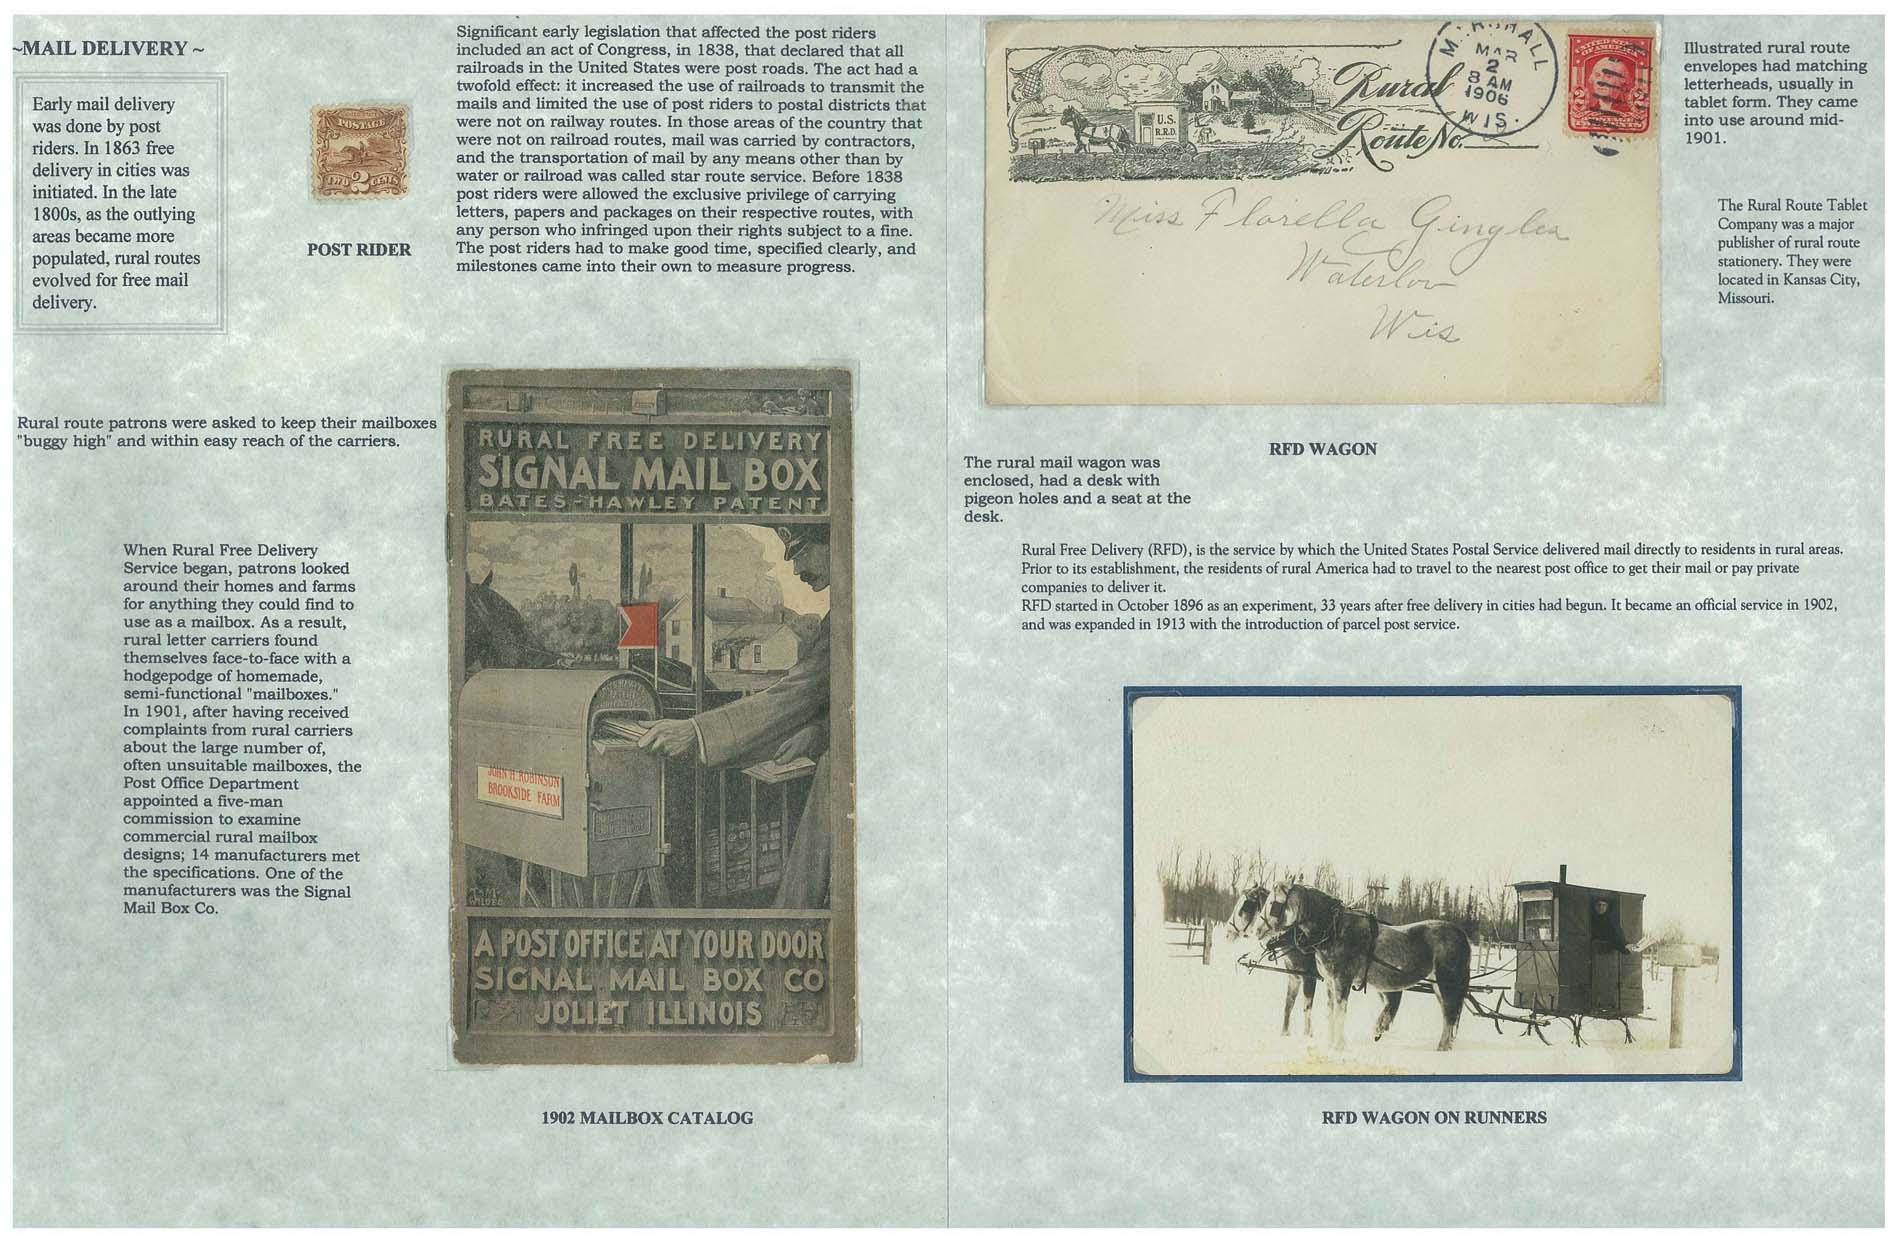 ~MAIL DELIVERY ~
Early mail delivery
was done by post
riders. In 1863 free
delivery in cities was
initiated. In the late
1800s, as the outlying
areas became more
populated, rural routes
evolved for free mail
delivery.
POSTAGE
TWO 2 CENTS
POST RIDER
Significant early legislation that affected the post riders
included an act of Congress, in 1838, that declared that all
railroads in the United States were post roads. The act had a
twofold effect: it increased the use of railroads to transmit the
mails and limited the use of post riders to postal districts that
were not on railway routes. In those areas of the country that
were not on railroad routes, mail was carried by contractors,
and the transportation of mail by any means other than by
water or railroad was called star route service. Before 1838
post riders were allowed the exclusive privilege of carrying
letters, papers and packages on their respective routes, with
any person who infringed upon their rights subject to a fine.
The post riders had to make good time, specified clearly, and
milestones came into their own to measure progress.
Rural route patrons were asked to keep their mailboxes
"buggy high" and within easy reach of the carriers.
When Rural Free Delivery
Service began, patrons looked
around their homes and farms
for anything they could find to
use as a mailbox. As a result,
rural letter carriers found
themselves face-to-face with a
hodgepodge of homemade,
semi-functional "mailboxes."
In 1901, after having received
complaints from rural carriers
about the large number of,
often unsuitable mailboxes, the
Post Office Department
appointed a five-man
commission to examine
commercial rural mailbox
designs; 14 manufacturers met
the specifications. One of the
manufacturers was the Signal
Mail Box Co.
RURAL FREE DELIVERY
SIGNAL MAIL BOX
BATES-HAWLEY PATENT
JOHN H ROBINSON
BROOKSIDE FARM
A POST OFFICE AT YOUR DOOR
SIGNAL MAIL BOX CO
JOLIET ILLINOIS
1902 MAILBOX CATALOG
U.S.
R.R.D.
Rural
Route No.
MAR
2
8 AM
1906
WIS.
UNITED STATES
OF AMERICA
2 CENTS
Miss Florella Gingles
Waterloo
Wis
Illustrated rural route
envelopes had matching
letterheads, usually in
tablet form. They came
into use around mid-
1901.
The Rural Route Tablet
Company was a major
publisher of rural route
stationery. They were
located in Kansas City,
Missouri.
RFD WAGON
The rural mail wagon was
enclosed, had a desk with
pigeon holes and a seat at the
desk.
Rural Free Delivery (RFD), is the service by which the United States Postal Service delivered mail directly to residents in rural areas.
Prior to its establishment, the residents of rural America had to travel to the nearest post office to get their mail or pay private
companies to deliver it.
RFD started in October 1896 as an experiment, 33 years after free delivery in cities had begun. It became an official service in 1902,
and was expanded in 1913 with the introduction of parcel post service.
RFD WAGON ON RUNNERS